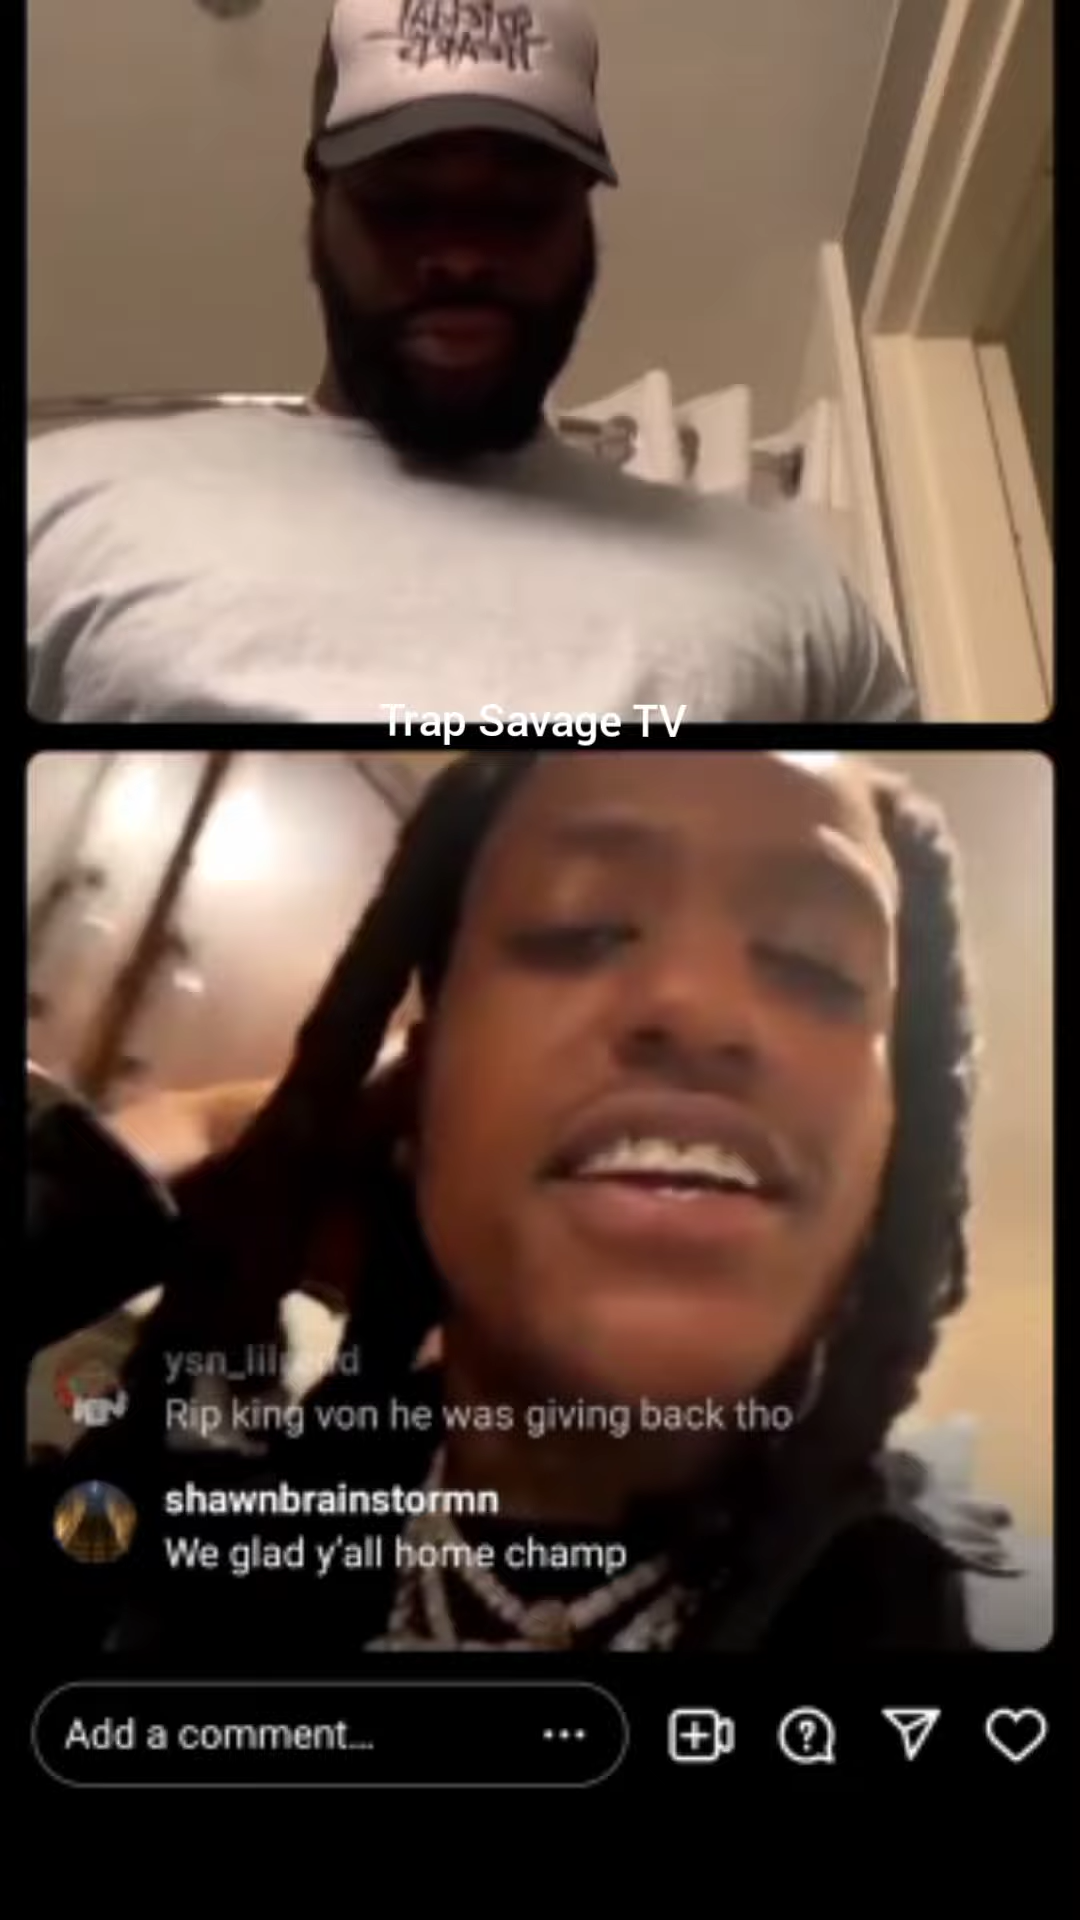 Trap Savage TV
Rip king von he was giving back tho
shawnbrainstormn
We glad y'all home champ
Add a comment...